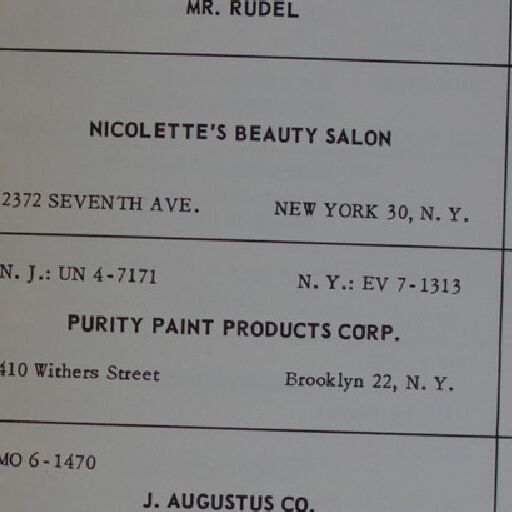 MR. RUDEL
NICOLETTE'S BEAUTY SALON
2372 SEVENTH AVE. NEW YORK 30, N. Y.
N. J.: UN 4-7171 N. Y.: EV 7-1313
PURITY PAINT PRODUCTS CORP.
410 Withers Street Brooklyn 22, N. Y.
MO 6-1470
J. AUGUSTUS CO.